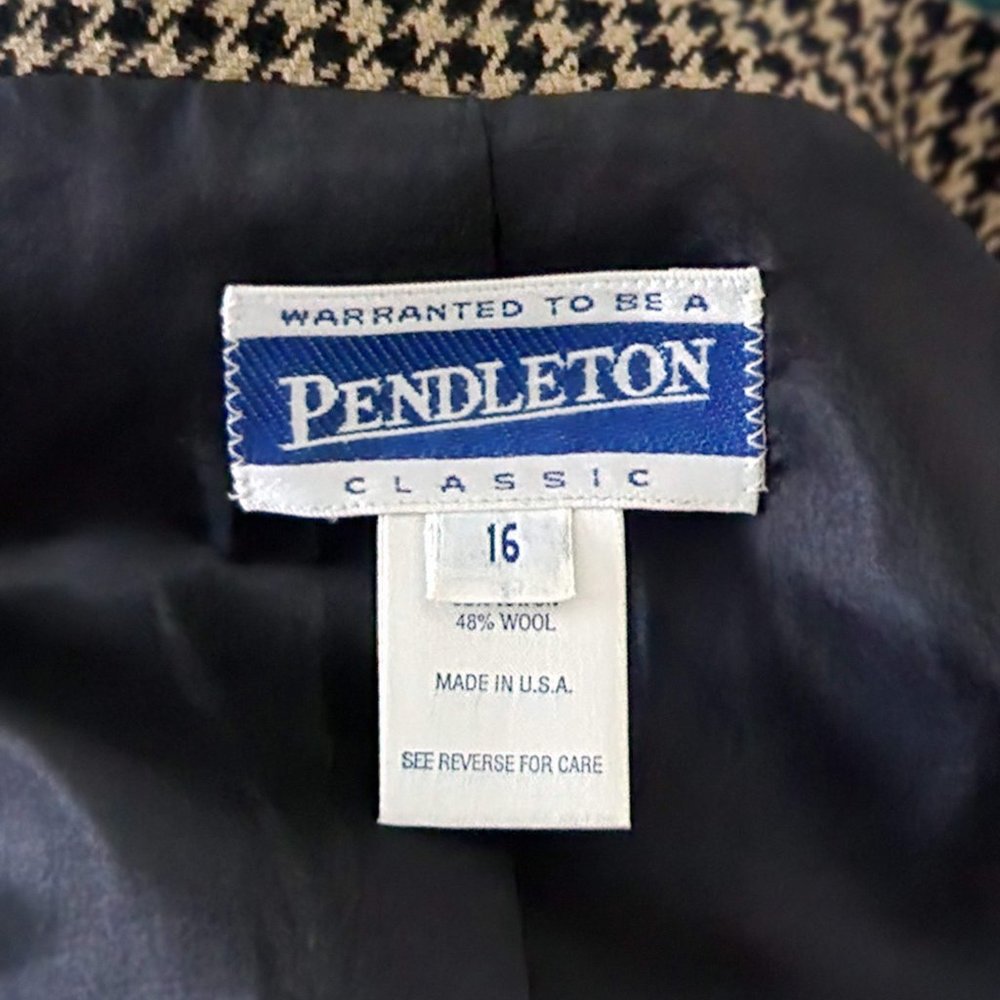 WARRANTED TO BE A
PENDLETON
CLASSIC
16
48% WOOL
MADE IN U.S.A.
SEE REVERSE FOR CARE